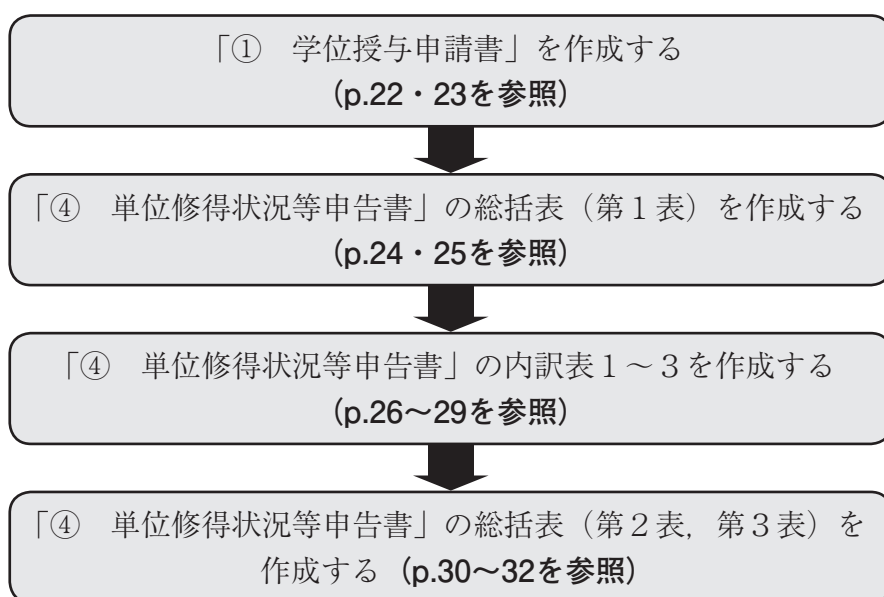 「① 学位授与申請書」を作成する
(p.22・23を参照)
「④ 単位修得状況等申告書」の総括表（第１表）を作成する
(p.24・25を参照)
「④ 単位修得状況等申告書」の内訳表１～３を作成する
(p.26～29を参照)
「④ 単位修得状況等申告書」の総括表（第２表，第３表）を
作成する (p.30～32を参照)